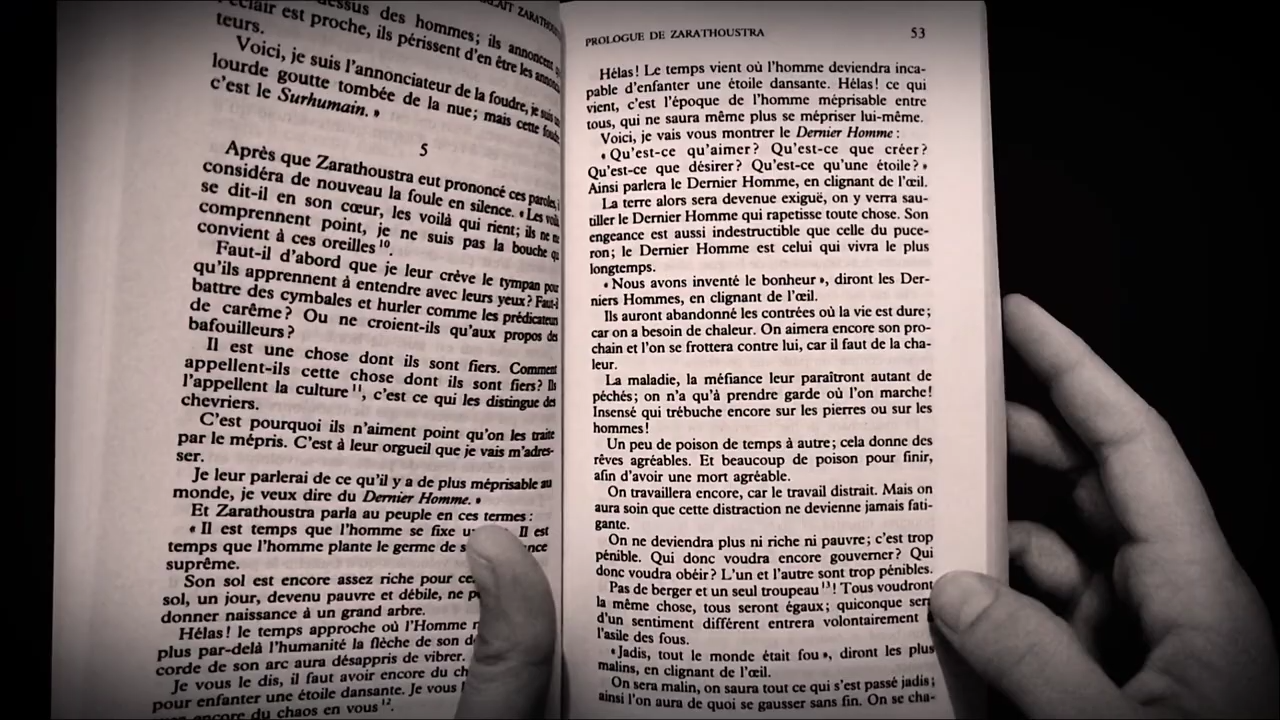 dessus des hommes; ils annoncent
l'éclair est proche, ils périssent d'en être les
teurs.
Voici, je suis l'annonciateur de la foudre, je suis
lourde goutte tombée de la nue; mais cette
c'est le Surhumain. »
5
Après que Zarathoustra eut prononcé ces paroles,
considéra de nouveau la foule en silence. « Les voilà
se dit-il en son cœur, les voilà qui rient; ils ne
comprennent point, je ne suis pas la bouche
convient à ces oreilles 10.
Faut-il d'abord que je leur crève le tympan pour
qu'ils apprennent à entendre avec leurs yeux? Faut-il
battre des cymbales et hurler comme les prédicateurs
de carême? Ou ne croient-ils qu'aux propos des
bafouilleurs?
Il est une chose dont ils sont fiers. Comment
appellent-ils cette chose dont ils sont fiers? Ils
l'appellent la culture 11, c'est ce qui les distingue des
chevriers.
C'est pourquoi ils n'aiment point qu'on les traite
par le mépris. C'est à leur orgueil que je vais m'adres-
ser.
Je leur parlerai de ce qu'il y a de plus méprisable au
monde, je veux dire du Dernier Homme. »
Et Zarathoustra parla au peuple en ces termes :
« Il est temps que l'homme se fixe Il est
temps que l'homme plante le germe de
suprême.
Son sol est encore assez riche pour
sol, un jour, devenu pauvre et débile, ne
donner naissance à un grand arbre.
Hélas! le temps approche où l'Homme
plus par-delà l'humanité la flèche de son
corde de son arc aura désappris de vibrer.
Je vous le dis, il faut avoir encore du
pour enfanter une étoile dansante. Je vous
encore du chaos en vous 12.
PROLOGUE DE ZARATHOUSTRA 53
Hélas! Le temps vient où l'homme deviendra inca-
pable d'enfanter une étoile dansante. Hélas! ce qui
vient, c'est l'époque de l'homme méprisable entre
tous, qui ne saura même plus se mépriser lui-même.
Voici, je vais vous montrer le Dernier Homme :
« Qu'est-ce qu'aimer? Qu'est-ce que créer?
Qu'est-ce que désirer? Qu'est-ce qu'une étoile? »
Ainsi parlera le Dernier Homme, en clignant de l'œil.
La terre alors sera devenue exiguë, on y verra sau-
tiller le Dernier Homme qui rapetisse toute chose. Son
engeance est aussi indestructible que celle du puce-
ron; le Dernier Homme est celui qui vivra le plus
longtemps.
« Nous avons inventé le bonheur », diront les Der-
niers Hommes, en clignant de l'œil.
Ils auront abandonné les contrées où la vie est dure;
car on a besoin de chaleur. On aimera encore son pro-
chain et l'on se frottera contre lui, car il faut de la cha-
leur.
La maladie, la méfiance leur paraîtront autant de
péchés; on n'a qu'à prendre garde où l'on marche!
Insensé qui trébuche encore sur les pierres ou sur les
hommes!
Un peu de poison de temps à autre; cela donne des
rêves agréables. Et beaucoup de poison pour finir,
afin d'avoir une mort agréable.
On travaillera encore, car le travail distrait. Mais on
aura soin que cette distraction ne devienne jamais fati-
gante.
On ne deviendra plus ni riche ni pauvre; c'est trop
pénible. Qui donc voudra encore gouverner? Qui
donc voudra obéir? L'un et l'autre sont trop pénibles.
Pas de berger et un seul troupeau 13! Tous voudront
la même chose, tous seront égaux; quiconque
d'un sentiment différent entrera volontairement
l'asile des fous.
« Jadis, tout le monde était fou », diront les plus
malins, en clignant de l'œil.
On sera malin, on saura tout ce qui s'est passé jadis;
ainsi l'on aura de quoi se gausser sans fin. On se cha-